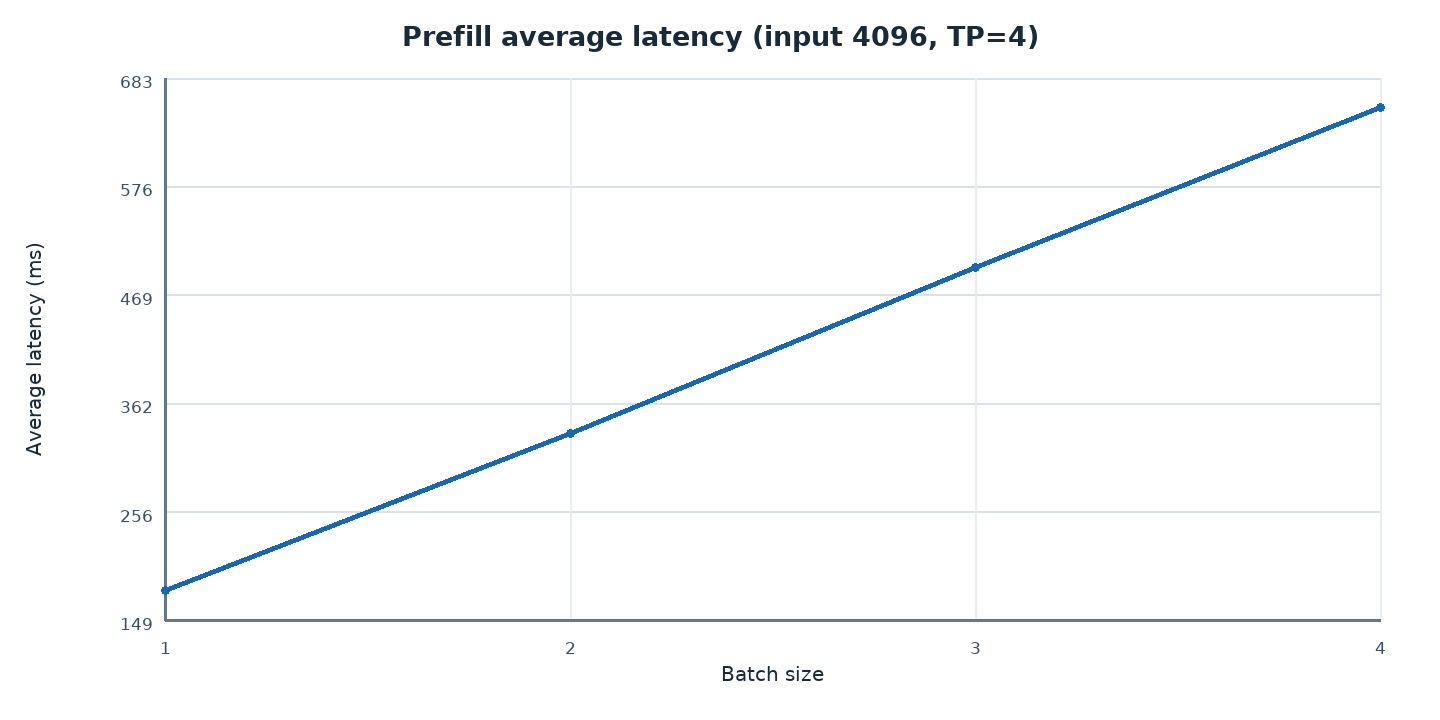 Prefill average latency (input 4096, TP=4)
683
576
469
362
256
149
Average latency (ms)
1 2 3 4
Batch size